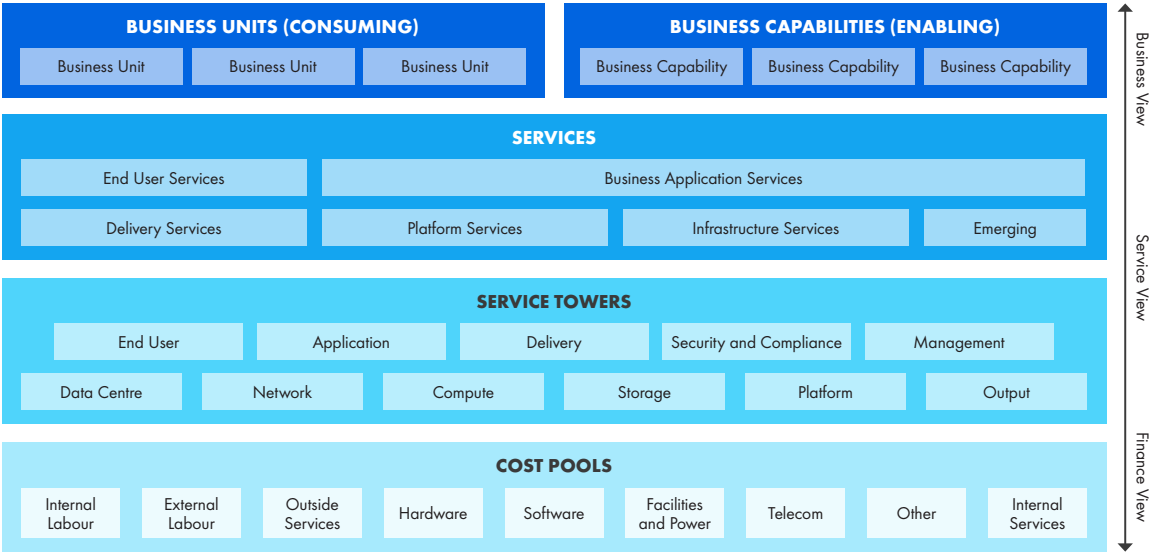 BUSINESS UNITS (CONSUMING)
Business Unit
Business Unit
Business Unit
BUSINESS CAPABILITIES (ENABLING)
Business Capability
Business Capability
Business Capability
Business View
SERVICES
End User Services
Business Application Services
Delivery Services
Platform Services
Infrastructure Services
Emerging
Service View
SERVICE TOWERS
End User
Application
Delivery
Security and Compliance
Management
Data Centre
Network
Compute
Storage
Platform
Output
Finance View
COST POOLS
Internal
Labour
External
Labour
Outside
Services
Hardware
Software
Facilities
and Power
Telecom
Other
Internal
Services